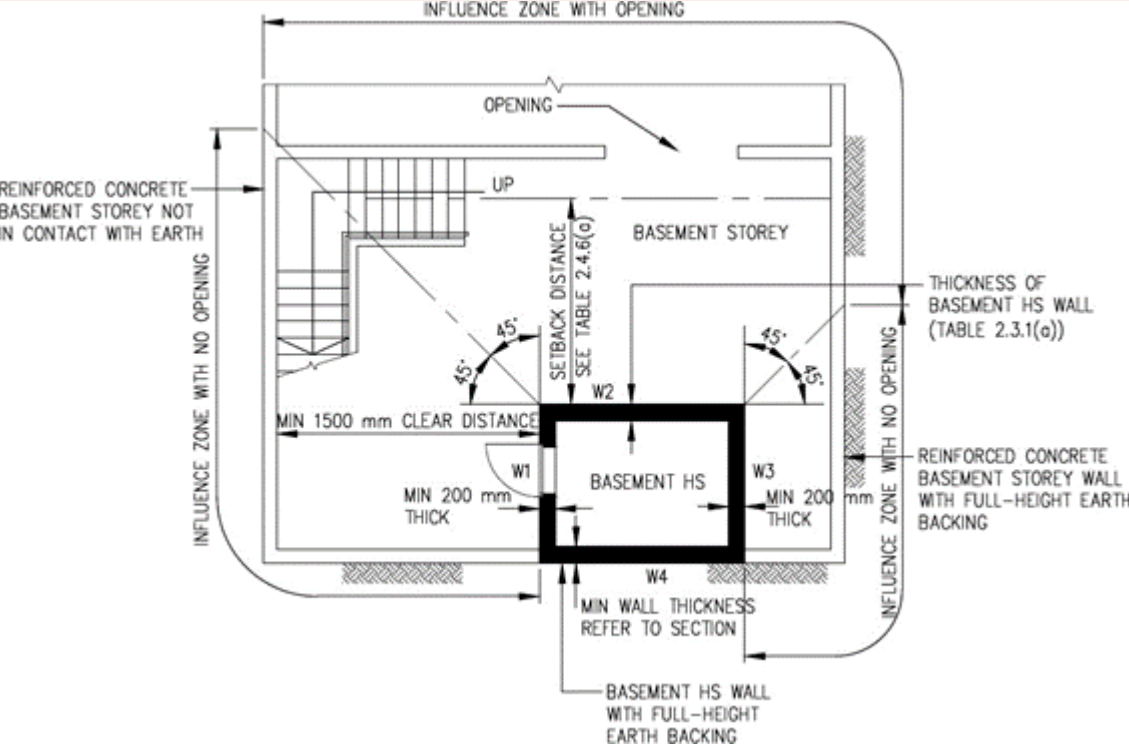 INFLUENCE ZONE WITH OPENING
OPENING
REINFORCED CONCRETE
BASEMENT STOREY NOT
IN CONTACT WITH EARTH
UP
BASEMENT STOREY
SETBACK DISTANCE
SEE TABLE 2.4.6(a)
THICKNESS OF
BASEMENT HS WALL
(TABLE 2.3.1(a))
INFLUENCE ZONE WITH NO OPENING
45°
45°
45°
45°
W2
MIN 1500 mm CLEAR DISTANCE
W1
BASEMENT HS
W3
MIN 200 mm
THICK
MIN 200 mm
THICK
INFLUENCE ZONE WITH NO OPENING
REINFORCED CONCRETE
BASEMENT STOREY WALL
WITH FULL-HEIGHT EARTH
BACKING
W4
MIN WALL THICKNESS
REFER TO SECTION
BASEMENT HS WALL
WITH FULL-HEIGHT
EARTH BACKING